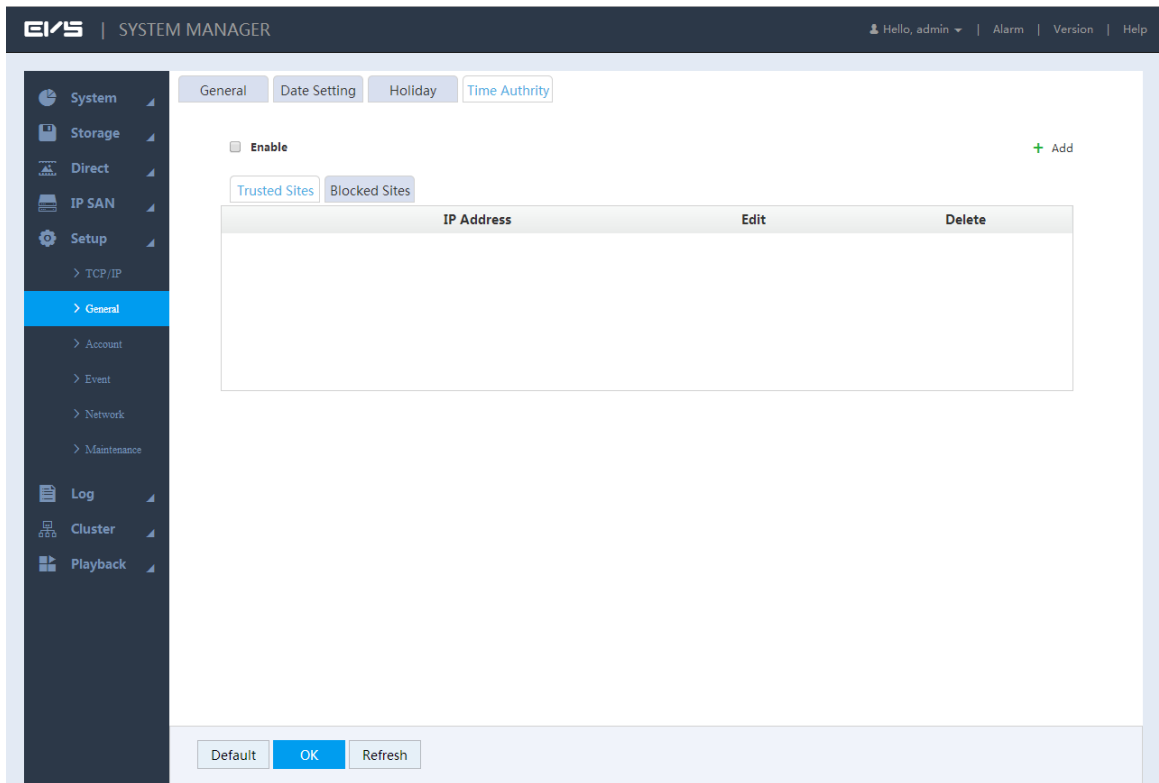 EVS | SYSTEM MANAGER Hello, admin | Alarm | Version | Help
General Date Setting Holiday Time Authrity
System
Storage
Direct
IP SAN
Setup
> TCP/IP
> General
> Account
> Event
> Network
> Maintenance
Log
Cluster
Playback
Enable + Add
Trusted Sites Blocked Sites
IP Address Edit Delete
Default OK Refresh